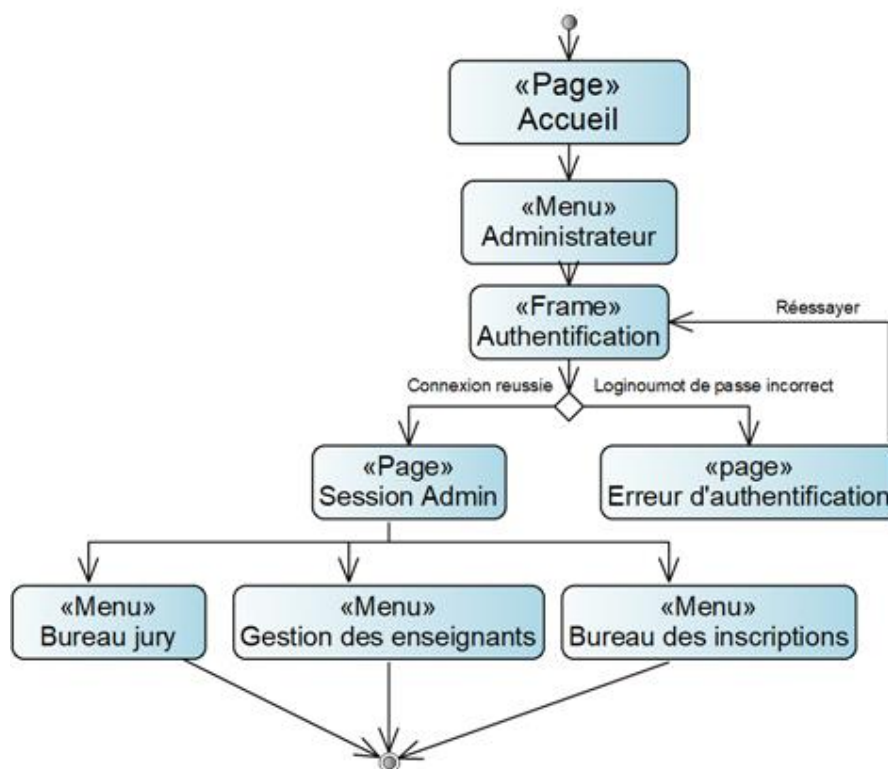 «Page»
Accueil
«Menu»
Administrateur
«Frame»
Authentification
Réessayer
Connexion reussie
Loginoumot de passe incorrect
«Page»
Session Admin
«page»
Erreur d'authentification
«Menu»
Bureau jury
«Menu»
Gestion des enseignants
«Menu»
Bureau des inscriptions